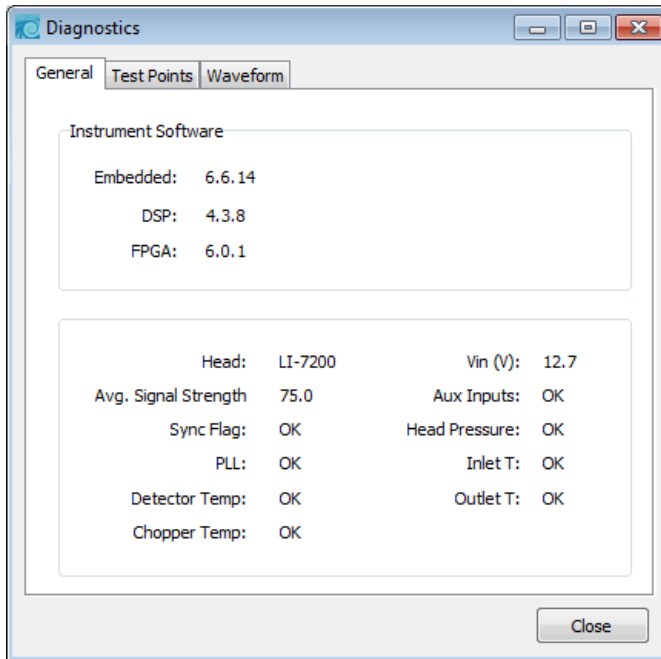 Diagnostics
General Test Points Waveform
Instrument Software
Embedded: 6.6.14
DSP: 4.3.8
FPGA: 6.0.1
Head: LI-7200 Vin (V): 12.7
Avg. Signal Strength 75.0 Aux Inputs: OK
Sync Flag: OK Head Pressure: OK
PLL: OK Inlet T: OK
Detector Temp: OK Outlet T: OK
Chopper Temp: OK
Close